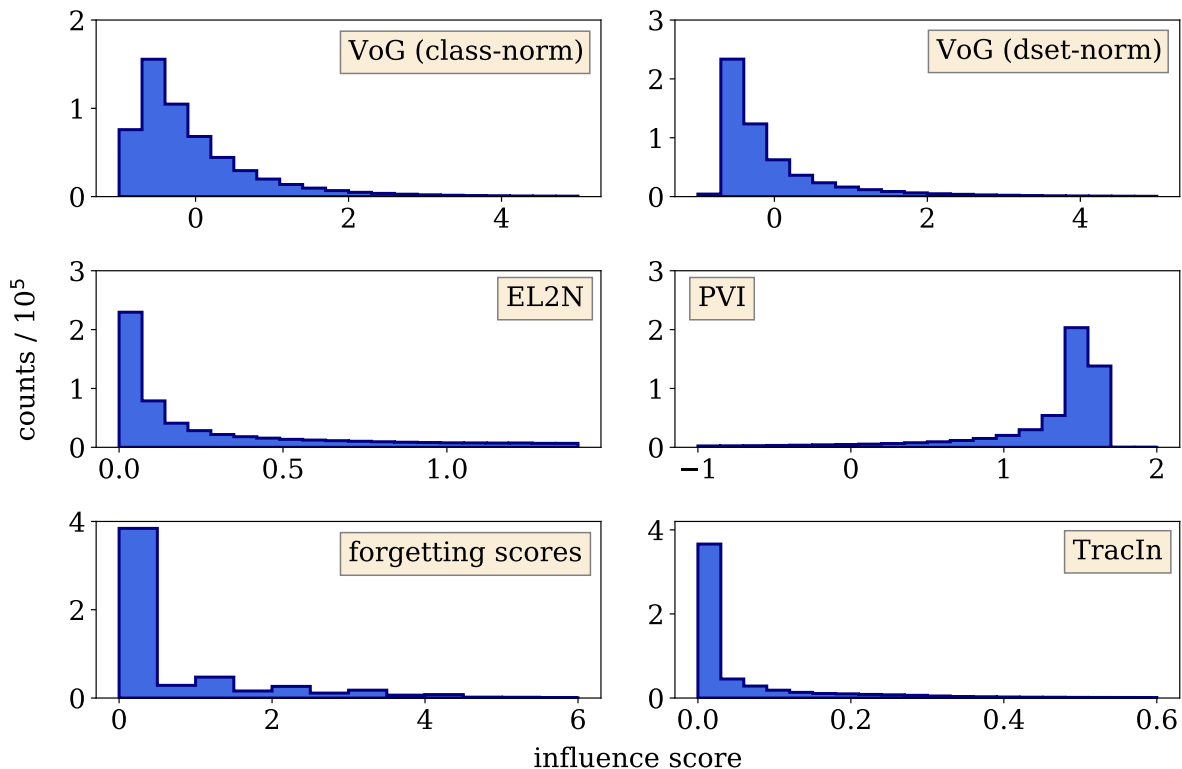 2
1
0
VoG (class-norm)
0 2 4
3
2
1
0
VoG (dset-norm)
0 2 4
counts / 10⁵
3
2
1
0
EL2N
0.0 0.5 1.0
3
2
1
0
PVI
−1 0 1 2
4
2
0
forgetting scores
0 2 4 6
4
2
0
TracIn
0.0 0.2 0.4 0.6
influence score